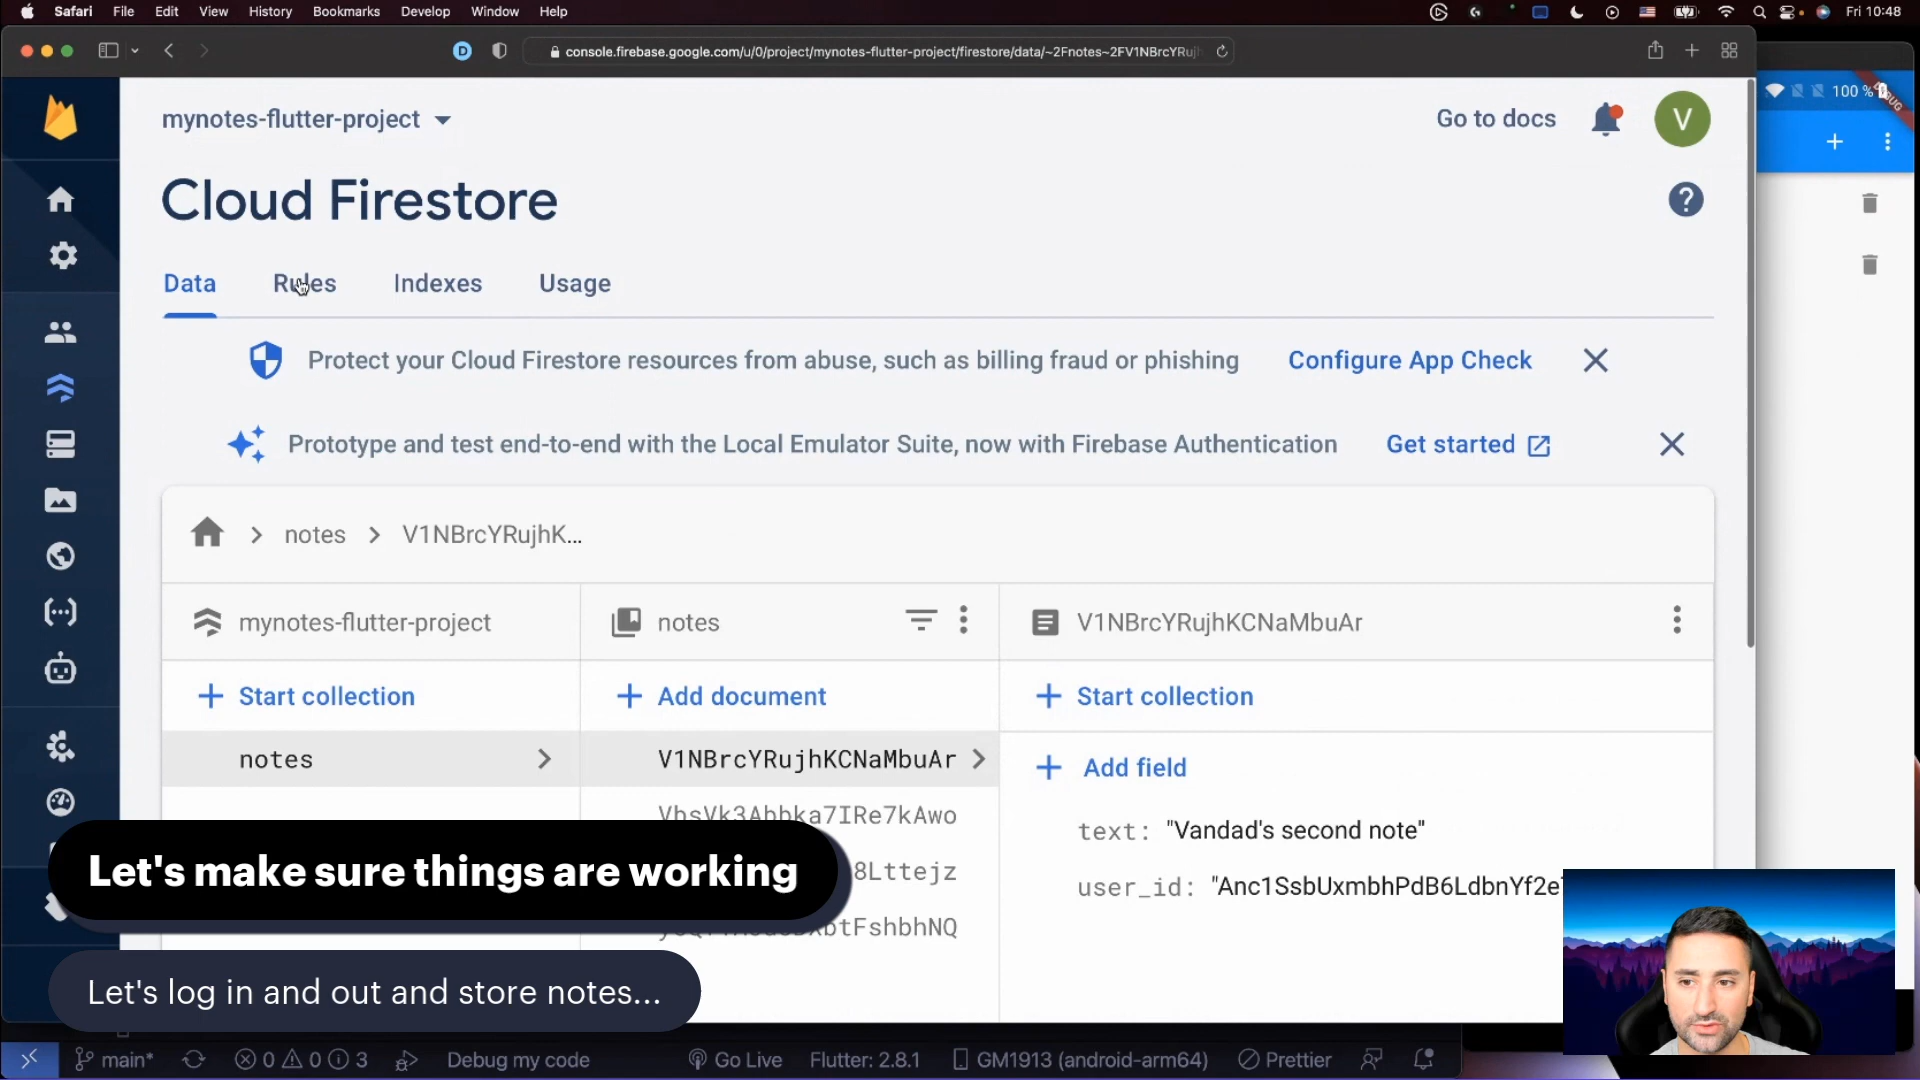 Safari File Edit View History Bookmarks Develop Window Help Fri 10:48
console.firebase.google.com/u/0/project/mynotes-flutter-project/firestore/data/~2Fnotes~2FV1NBrcYRuj
mynotes-flutter-project
Go to docs
V
100 %
Cloud Firestore
Data Rules Indexes Usage
Protect your Cloud Firestore resources from abuse, such as billing fraud or phishing Configure App Check
Prototype and test end-to-end with the Local Emulator Suite, now with Firebase Authentication Get started
notes > V1NBrcYRujhK...
mynotes-flutter-project notes V1NBrcYRujhKCNaMbuAr
+ Start collection + Add document + Start collection
notes V1NBrcYRujhKCNaMbuAr
+ Add field
VbsVk3Abbka7IRe7kAwo
text: "Vandad's second note"
8Lttejz
user_id: "Anc1SsbUxmbhPdB6LdbnYf2e
btFshbhNQ
Let's make sure things are working
Let's log in and out and store notes...
main* 0 0 3 Debug my code Go Live Flutter: 2.8.1 GM1913 (android-arm64) Prettier